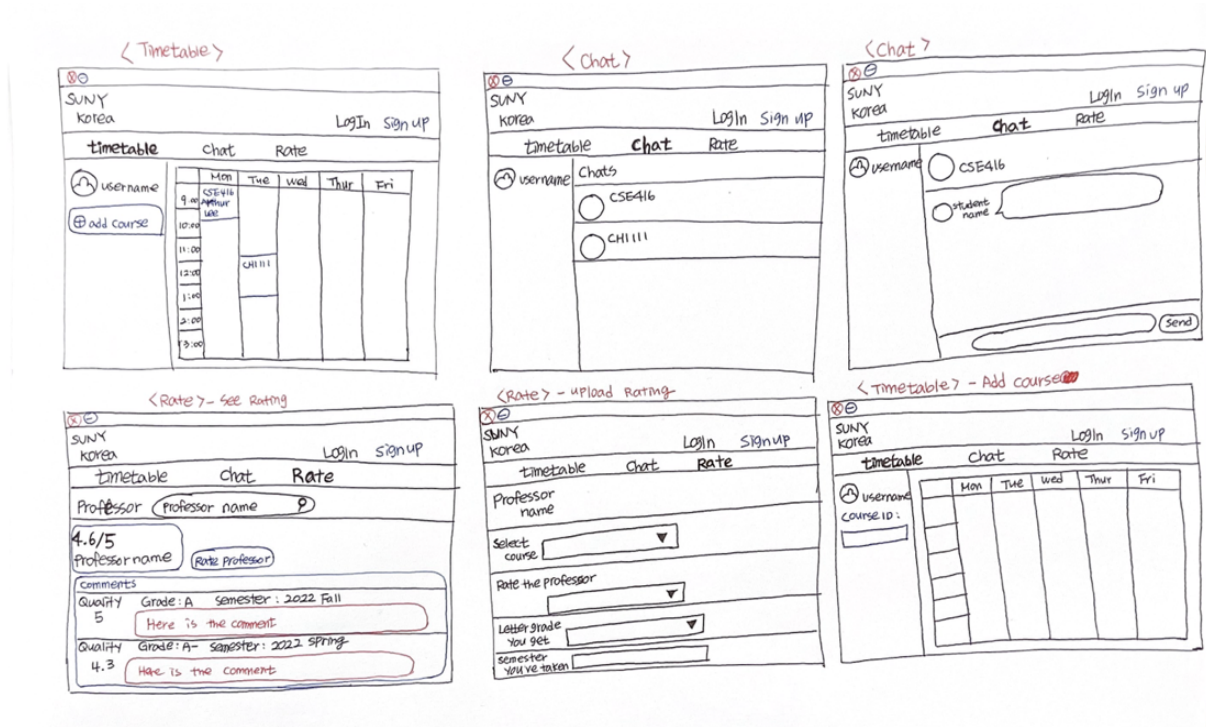 <Timetable>
SUNY
Korea
LogIn Sign up
timetable Chat Rate
username
add course
Mon Tue wed Thur Fri
9:00
10:00
11:00
12:00
1:00
2:00
3:00
CSE416
Arthur
Lee
CHI111
<Chat>
SUNY
Korea
LogIn Sign up
timetable Chat Rate
username
Chats
CSE416
CHI111
<Chat>
SUNY
Korea
LogIn Sign up
timetable Chat Rate
username
CSE416
student
name
Send
<Rate> - See Rating
SUNY
Korea
LogIn Sign up
timetable Chat Rate
Professor Professor name
4.6/5
Professor name
Rate Professor
comments
Quality Grade: A semester: 2022 Fall
5
Here is the comment
Quality Grade: A- semester: 2022 spring
4.3
Here is the comment
<Rate> - upload Rating
SUNY
Korea
LogIn Sign up
timetable Chat Rate
Professor
name
Select
course
Rate the professor
Letter grade
You get
semester
You've taken
<Timetable> - Add course
SUNY
Korea
LogIn Sign up
timetable Chat Rate
username
Course ID:
Mon Tue wed Thur Fri